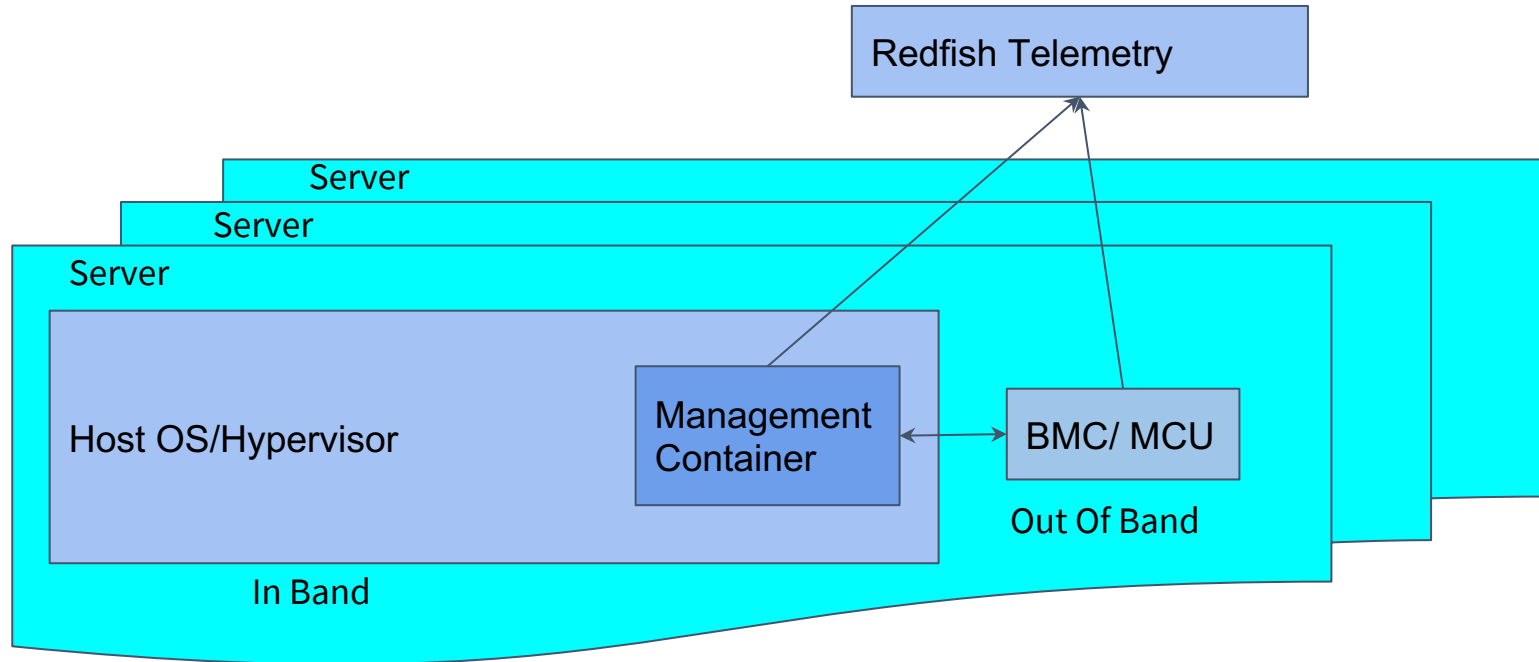 Redfish Telemetry
Server
Server
Server
Host OS/Hypervisor
Management
Container
BMC/ MCU
Out Of Band
In Band